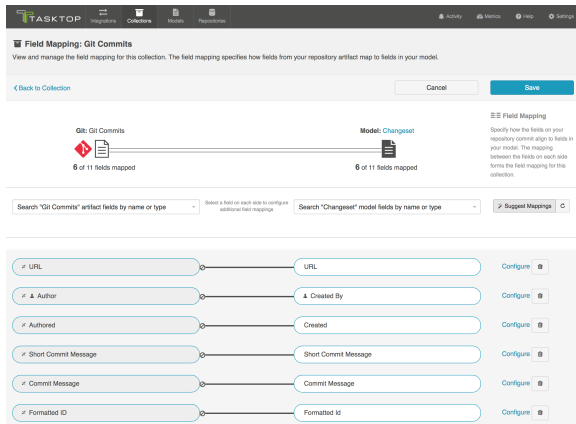 TASKTOP
Integrations
Collections
Models
Repositories
Activity
Metrics
Help
Settings
Field Mapping: Git Commits
View and manage the field mapping for this collection. The field mapping specifies how fields from your repository artifact map to fields in your model.
Back to Collection
Cancel
Save
Git: Git Commits
6 of 11 fields mapped
Model: Changeset
6 of 11 fields mapped
Field Mapping
Specify how the fields on your
repository commit align to fields in
your model. The mapping
between the fields on each side
forms the field mapping for this
collection.
Search "Git Commits" artifact fields by name or type
Select a field on each side to configure
additional field mappings
Search "Changeset" model fields by name or type
Suggest Mappings
URL
URL
Configure
Author
Created By
Configure
Authored
Created
Configure
Short Commit Message
Short Commit Message
Configure
Commit Message
Commit Message
Configure
Formatted ID
Formatted Id
Configure